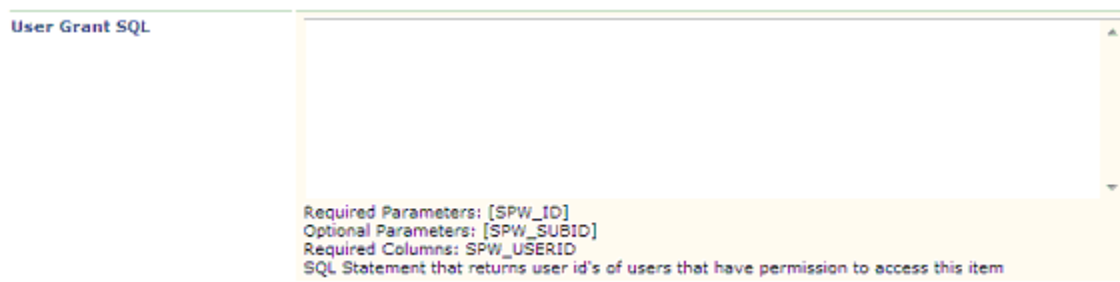 User Grant SQL
Required Parameters: [SPW_ID]
Optional Parameters: [SPW_SUBID]
Required Columns: SPW_USERID
SQL Statement that returns user id's of users that have permission to access this item